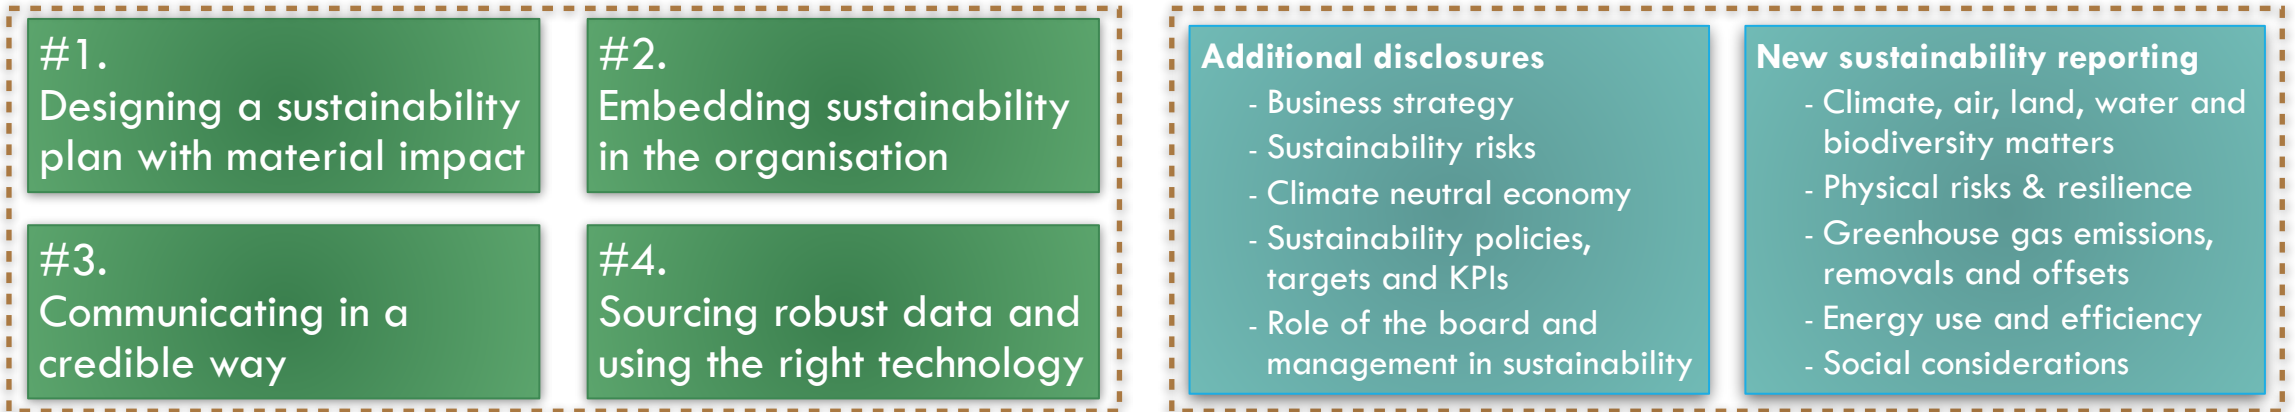 #1.
Designing a sustainability
plan with material impact
#2.
Embedding sustainability
in the organisation
#3.
Communicating in a
credible way
#4.
Sourcing robust data and
using the right technology
Additional disclosures
- Business strategy
- Sustainability risks
- Climate neutral economy
- Sustainability policies,
targets and KPIs
- Role of the board and
management in sustainability
New sustainability reporting
- Climate, air, land, water and
biodiversity matters
- Physical risks & resilience
- Greenhouse gas emissions,
removals and offsets
- Energy use and efficiency
- Social considerations